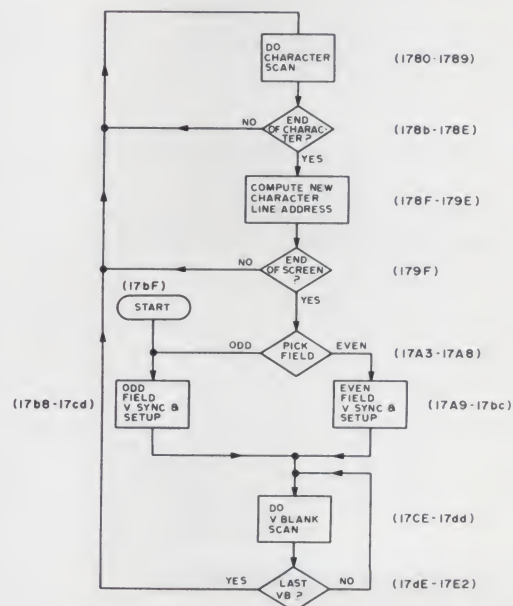 DO
CHARACTER
SCAN
(1780-1789)
NO
END
OF CHARAC-
TER?
(178b-178E)
YES
COMPUTE NEW
CHARACTER
LINE ADDRESS
(178F-179E)
NO
END
OF SCREEN
?
(179F)
YES
(17bF)
START
ODD
PICK
FIELD
EVEN
(17A3-17A8)
(17b8-17cd)
ODD
FIELD
V SYNC &
SETUP
EVEN
FIELD
V SYNC &
SETUP
(17A9-17bc)
DO
V BLANK
SCAN
(17CE-17dd)
YES
LAST
VB ?
NO
(17dE-17E2)